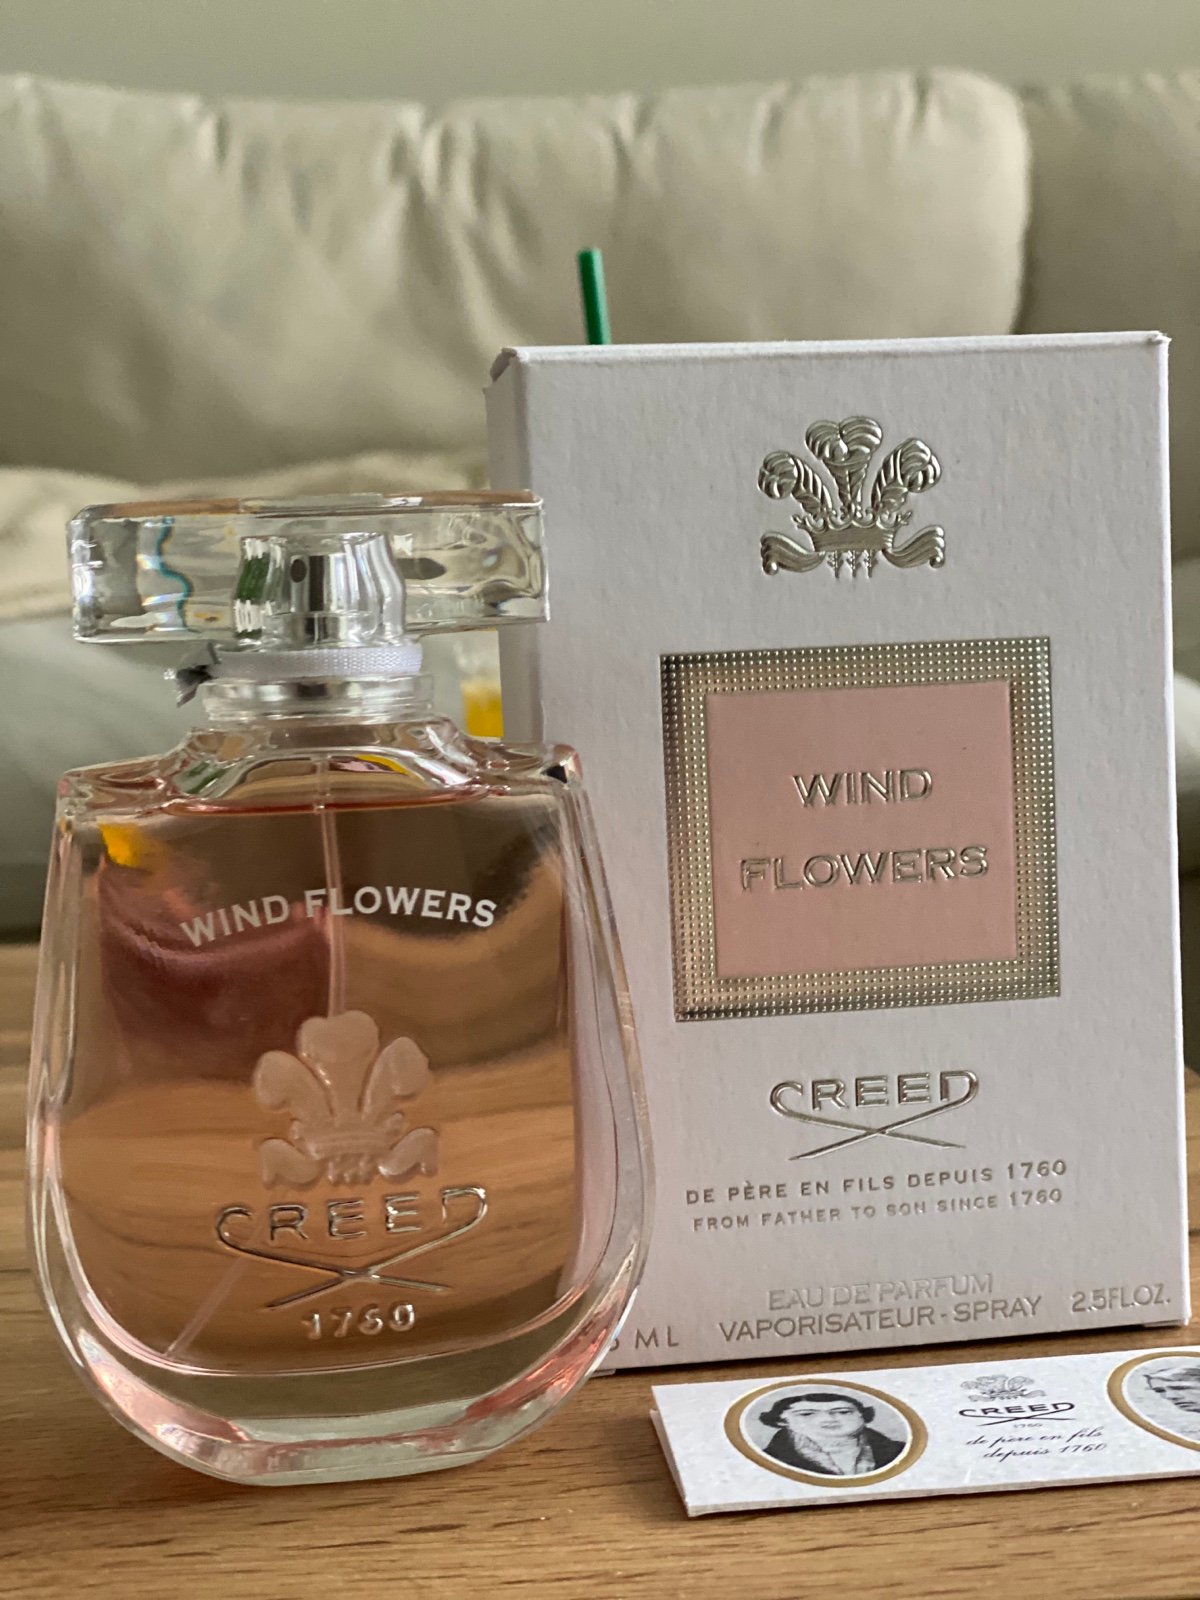 WIND FLOWERS
CREED
1760
WIND
FLOWERS
CREED
DE PÈRE EN FILS DEPUIS 1760
FROM FATHER TO SON SINCE 1760
EAU DE PARFUM
ML VAPORISATEUR-SPRAY 2.5FL.OZ.
CREED
1760
de père en fils
depuis 1760